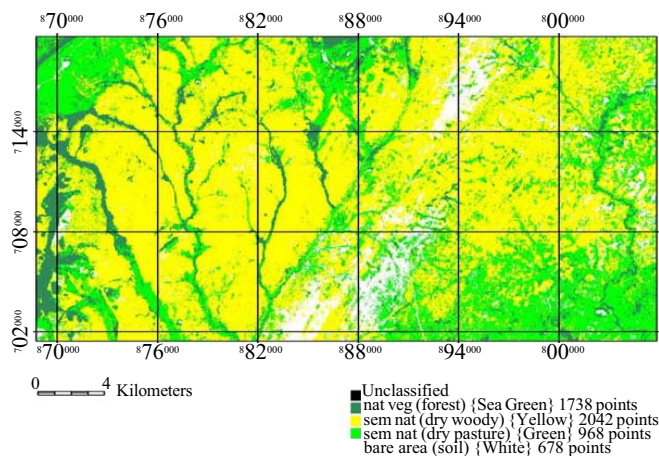 ⁸70⁰⁰⁰ ⁸76⁰⁰⁰ ⁸82⁰⁰⁰ ⁸88⁰⁰⁰ ⁸94⁰⁰⁰ ⁸00⁰⁰⁰
⁷14⁰⁰⁰
⁷08⁰⁰⁰
⁷02⁰⁰⁰
⁸70⁰⁰⁰ ⁸76⁰⁰⁰ ⁸82⁰⁰⁰ ⁸88⁰⁰⁰ ⁸94⁰⁰⁰ ⁸00⁰⁰⁰
0 4 Kilometers
Unclassified
nat veg (forest) {Sea Green} 1738 points
sem nat (dry woody) {Yellow} 2042 points
sem nat (dry pasture) {Green} 968 points
bare area (soil) {White} 678 points